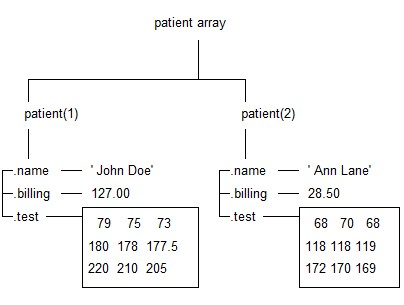 patient array
patient(1)
patient(2)
.name ' John Doe'
.name ' Ann Lane'
.billing 127.00
.billing 28.50
.test
.test
79 75 73
68 70 68
180 178 177.5
118 118 119
220 210 205
172 170 169